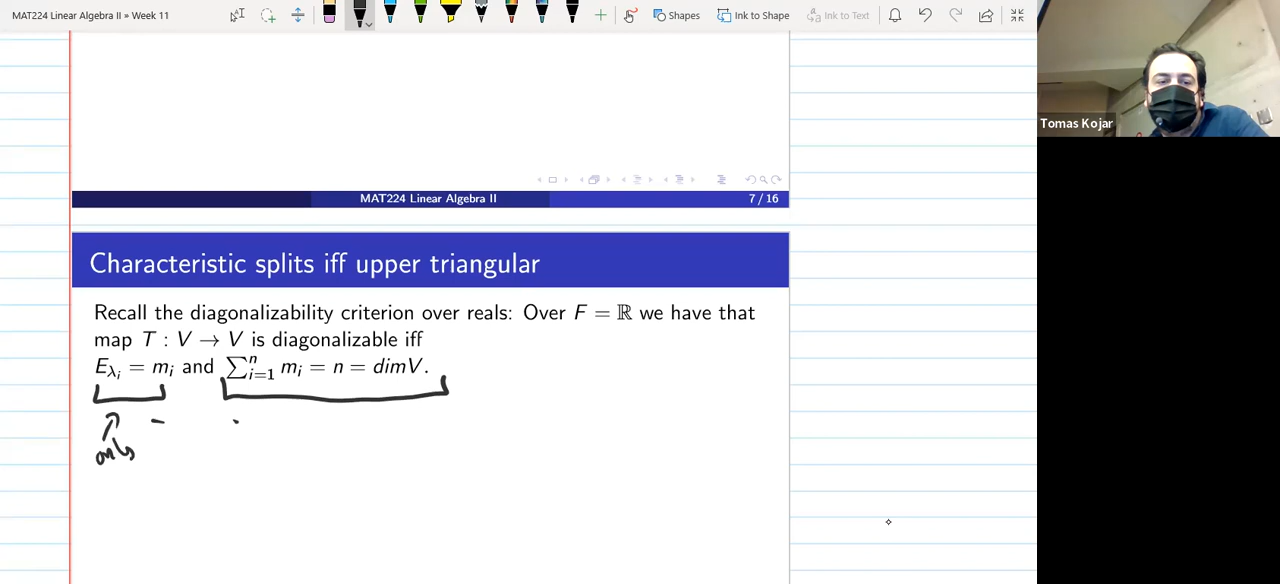 MAT224 Linear Algebra II » Week 11
Shapes
Ink to Shape
Ink to Text
Tomas Kojar
MAT224 Linear Algebra II
7 / 16
Characteristic splits iff upper triangular
Recall the diagonalizability criterion over reals: Over F = ℝ we have that
map T : V → V is diagonalizable iff
E_{λ_i} = m_i and ∑_{i=1}^{n} m_i = n = dimV.
only